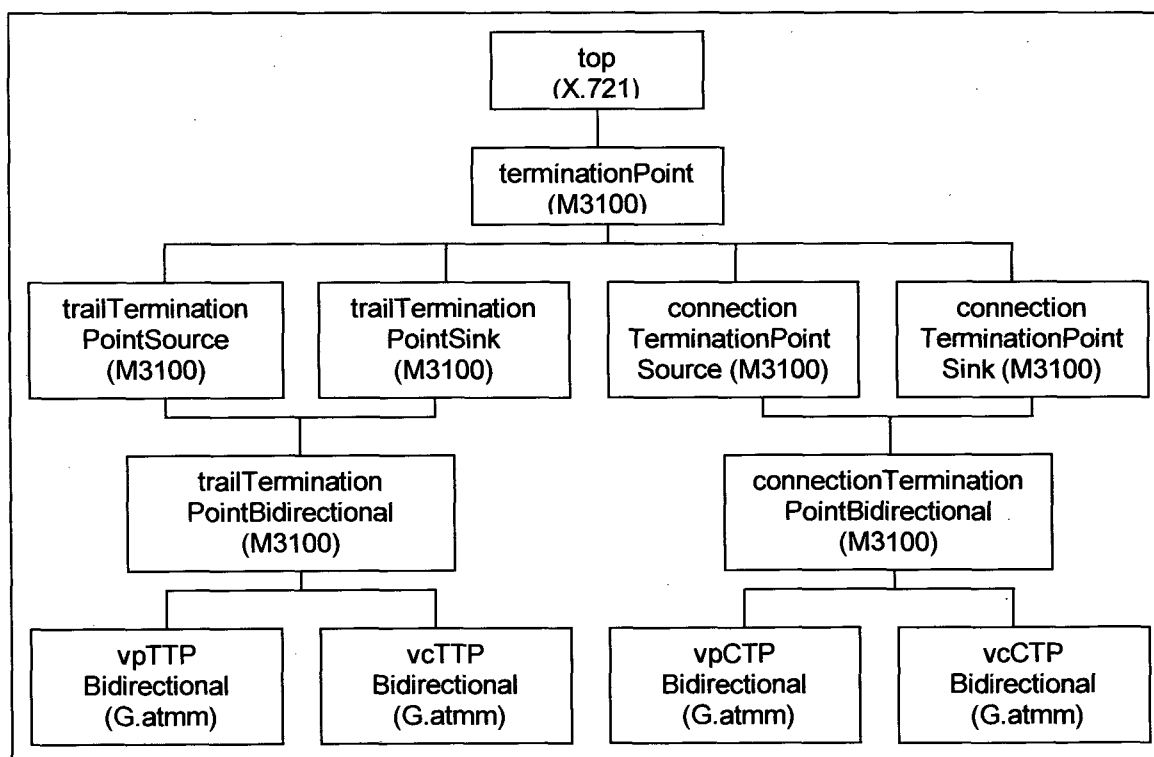 top
(X.721)
terminationPoint
(M3100)
trailTermination
PointSource
(M3100)
trailTermination
PointSink
(M3100)
connection
TerminationPoint
Source (M3100)
connection
TerminationPoint
Sink (M3100)
trailTermination
PointBidirectional
(M3100)
connectionTermination
PointBidirectional
(M3100)
vpTTP
Bidirectional
(G.atmm)
vcTTP
Bidirectional
(G.atmm)
vpCTP
Bidirectional
(G.atmm)
vcCTP
Bidirectional
(G.atmm)